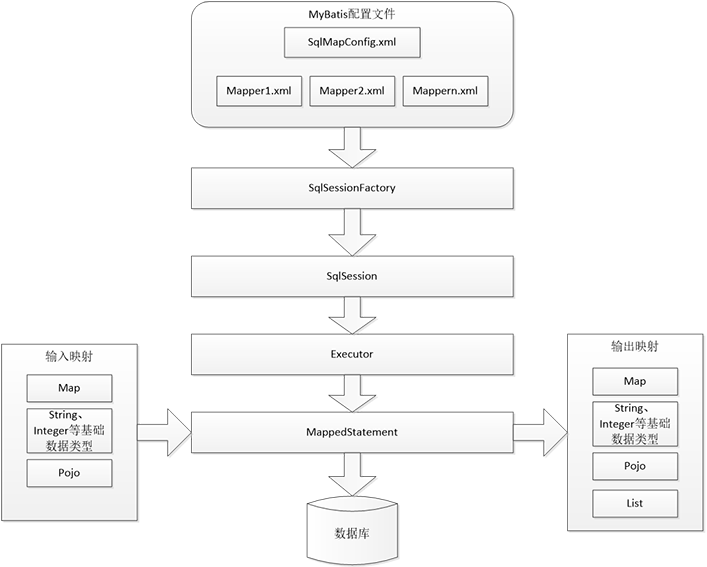 MyBatis配置文件
SqlMapConfig.xml
Mapper1.xml
Mapper2.xml
Mappern.xml
SqlSessionFactory
SqlSession
Executor
输入映射
Map
String、
Integer等基础
数据类型
Pojo
MappedStatement
输出映射
Map
String、
Integer等基础
数据类型
Pojo
List
数据库